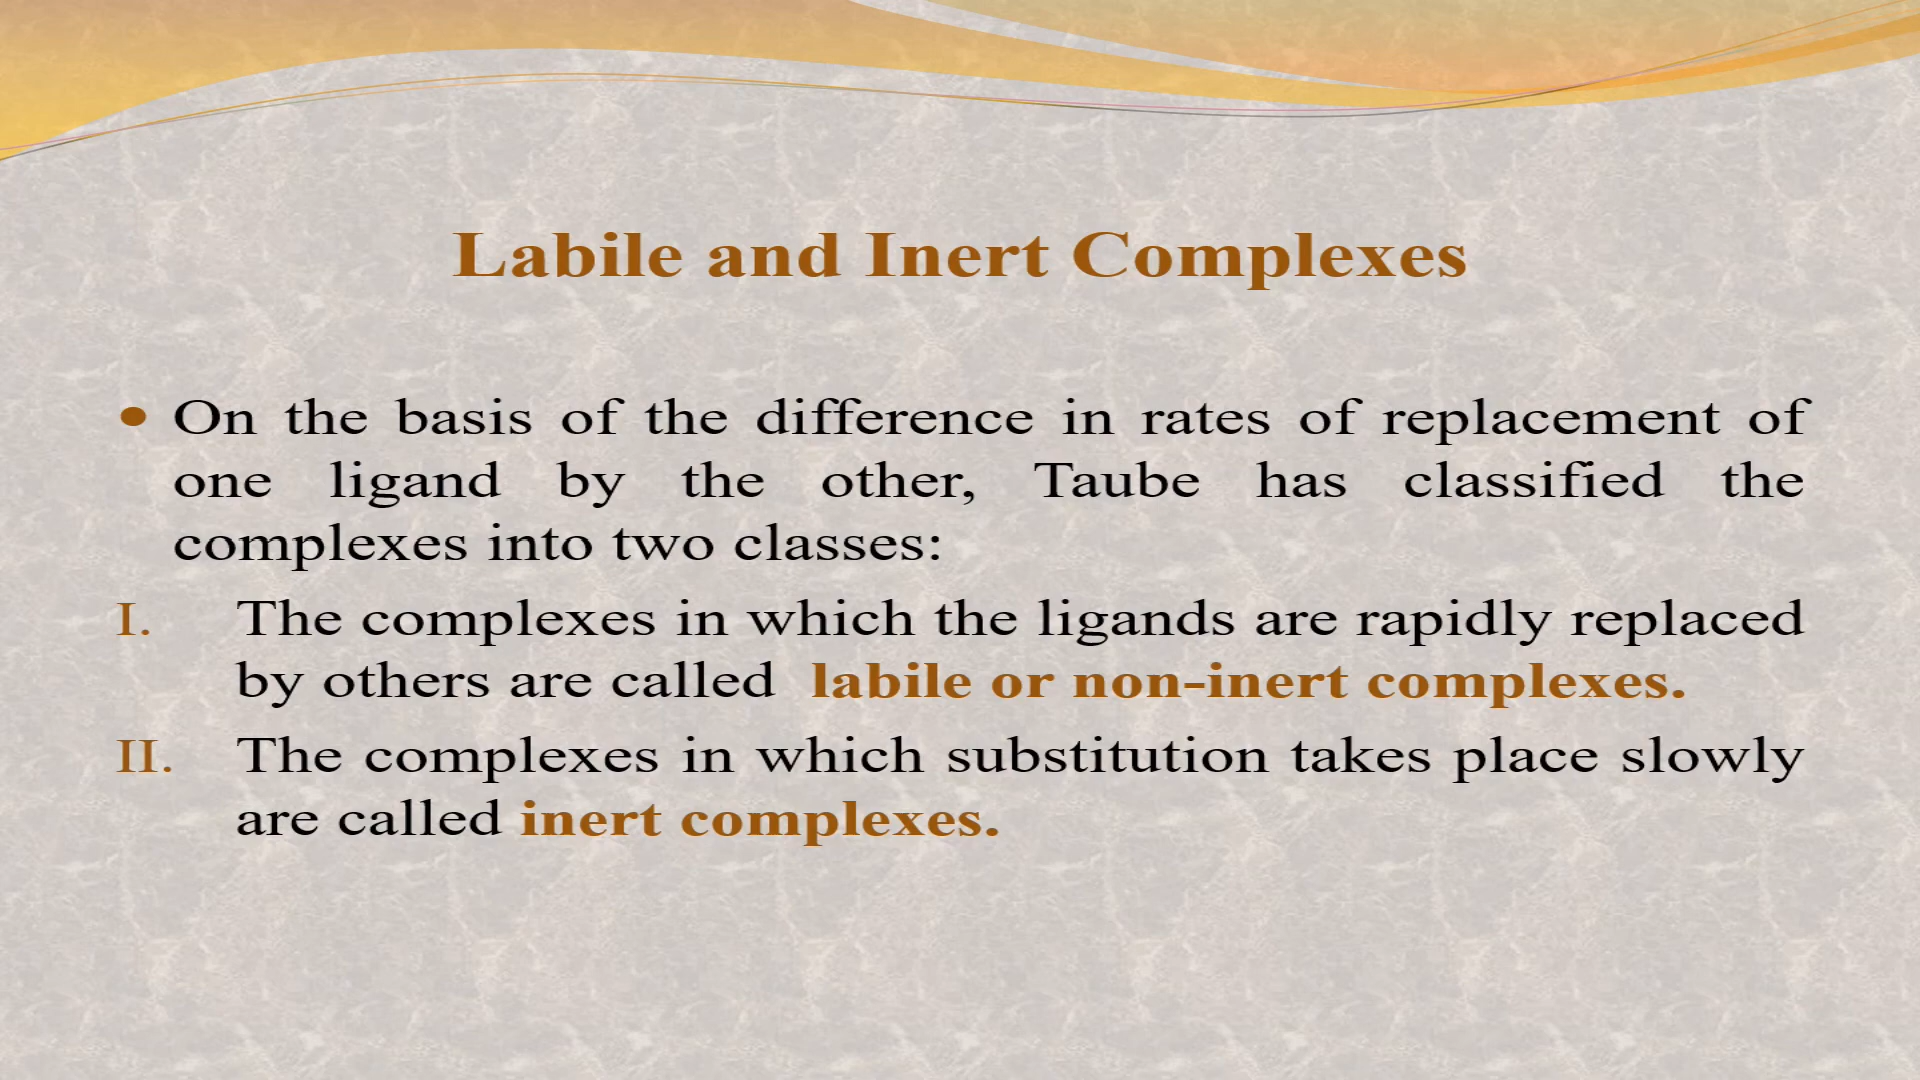 Labile and Inert Complexes
• On the basis of the difference in rates of replacement of
one ligand by the other, Taube has classified the
complexes into two classes:
I. The complexes in which the ligands are rapidly replaced
by others are called labile or non-inert complexes.
II. The complexes in which substitution takes place slowly
are called inert complexes.